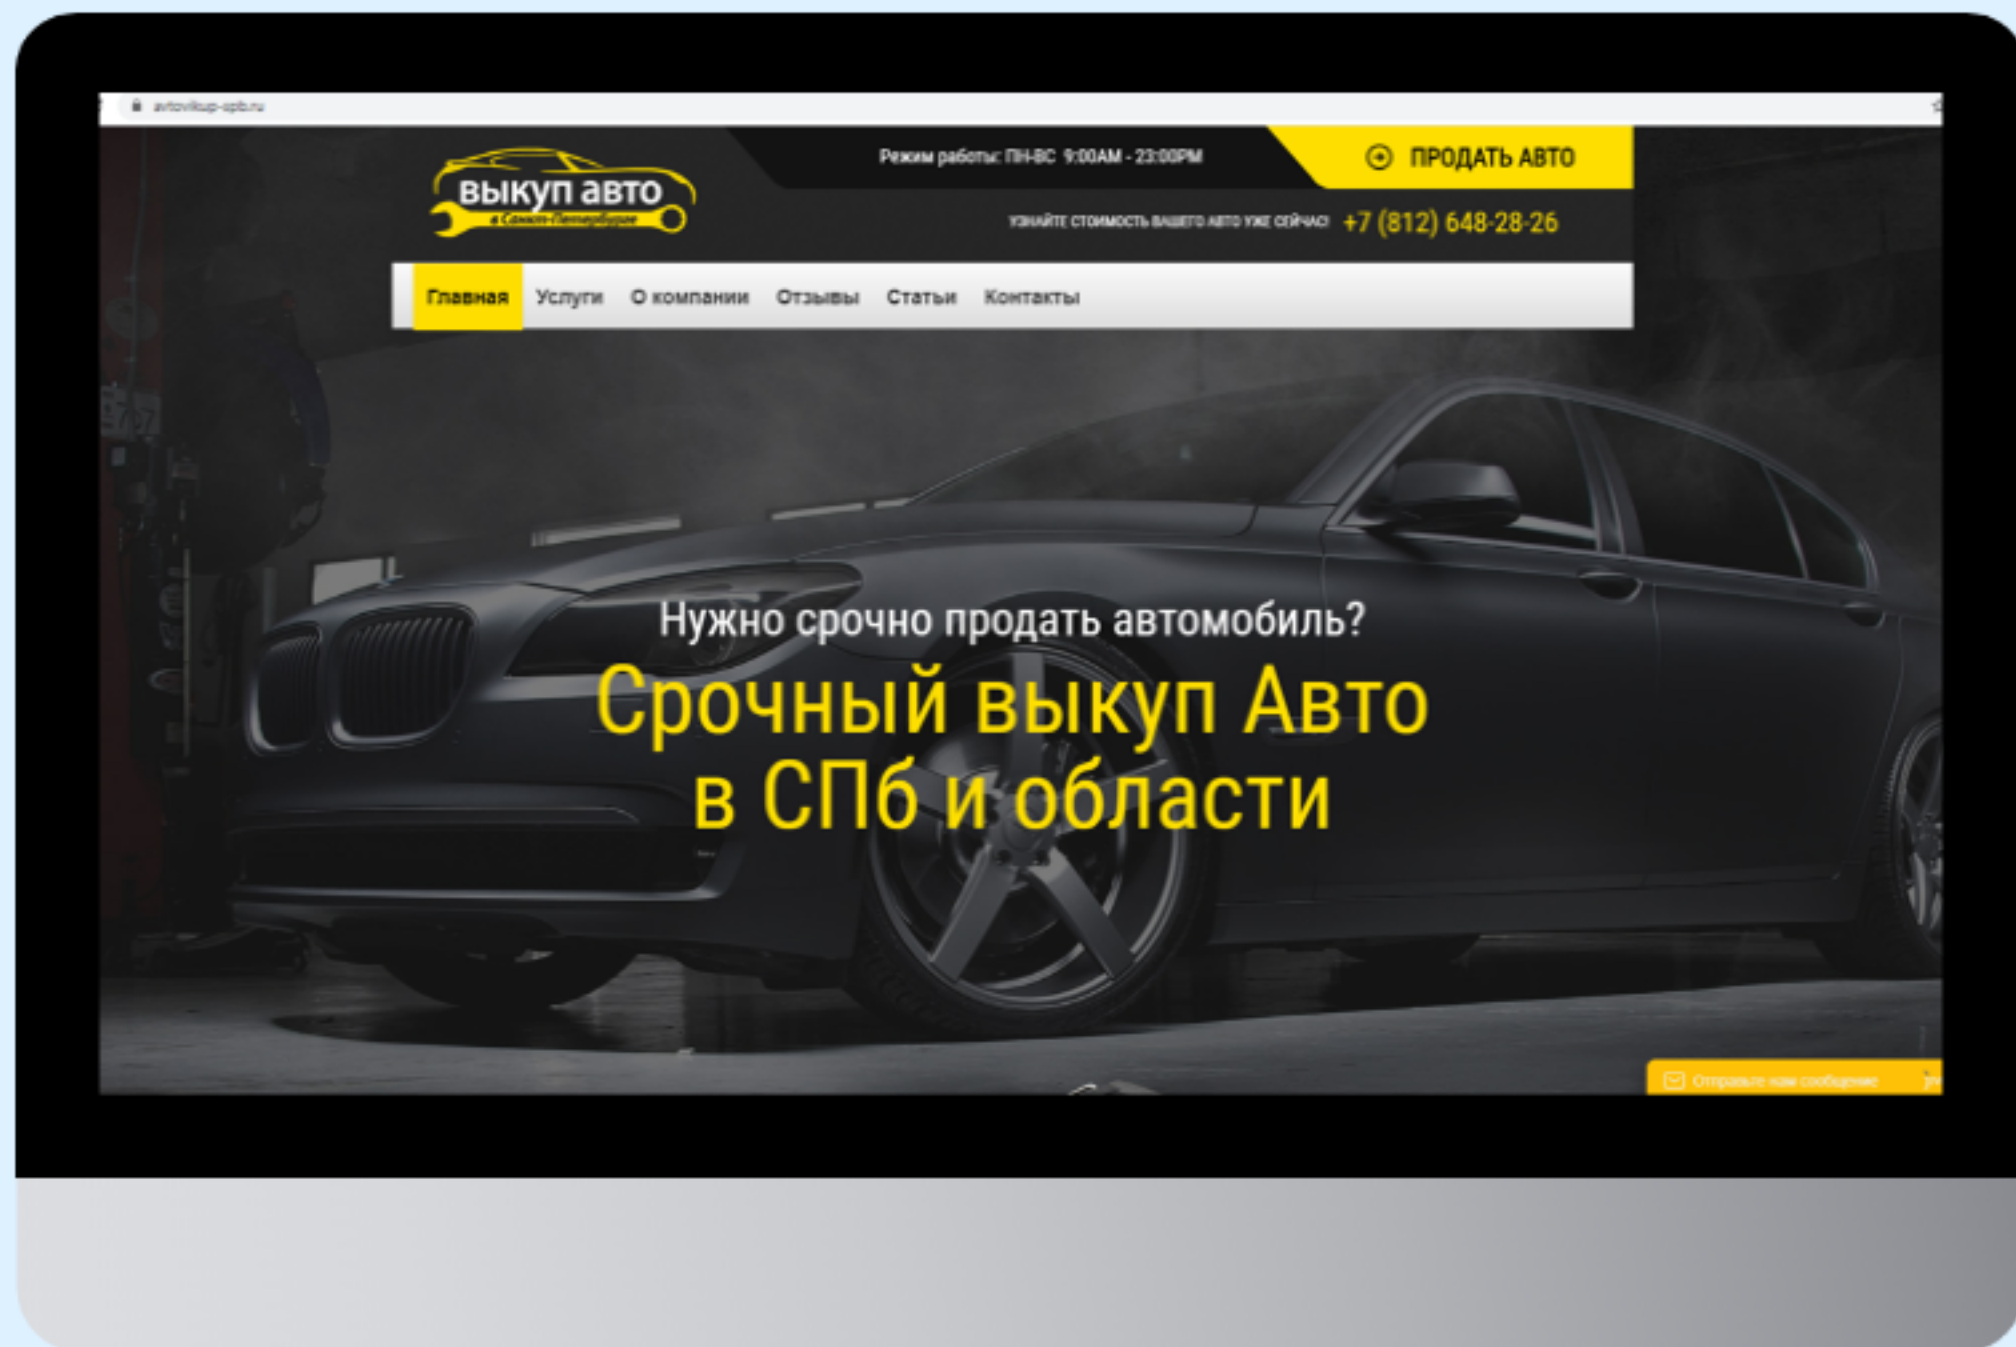 avtovikup-spb.ru
выкуп авто
в Санкт-Петербурге
Режим работы: ПН-ВС 9:00AM - 23:00PM
ПРОДАТЬ АВТО
УЗНАЙТЕ СТОИМОСТЬ ВАШЕГО АВТО УЖЕ СЕЙЧАС!
+7 (812) 648-28-26
Главная Услуги О компании Отзывы Статьи Контакты
Нужно срочно продать автомобиль?
Срочный выкуп Авто
в СПб и области
Отправьте нам сообщение